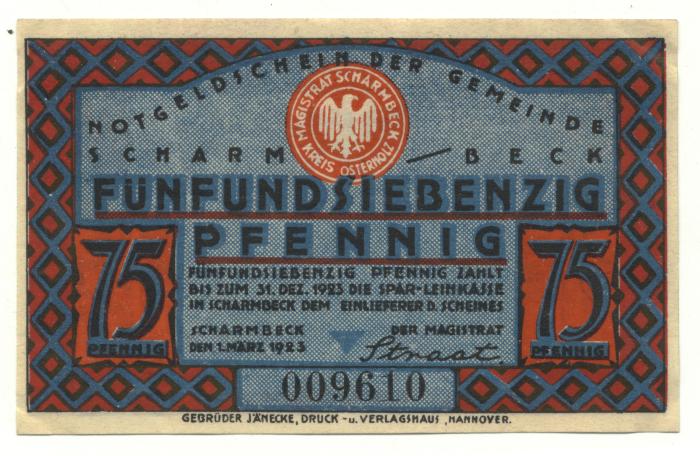 NOTGELDSCHEIN DER GEMEINDE
SCHARMBECK
MAGISTRAT SCHARMBECK
KREIS OSTERHOLZ
FÜNFUNDSIEBENZIG
PFENNIG
75
PFENNIG
FÜNFUNDSIEBENZIG PFENNIG ZAHLT
BIS ZUM 31. DEZ. 1923 DIE SPAR-LEIHKASSE
IN SCHARMBECK DEM EINLIEFERER D. SCHEINES
SCHARMBECK
DEN 1. MÄRZ 1923
DER MAGISTRAT
Straat.
75
PFENNIG
009610
GEBRÜDER JÄNECKE, DRUCK- u. VERLAGSHAUS, HANNOVER.